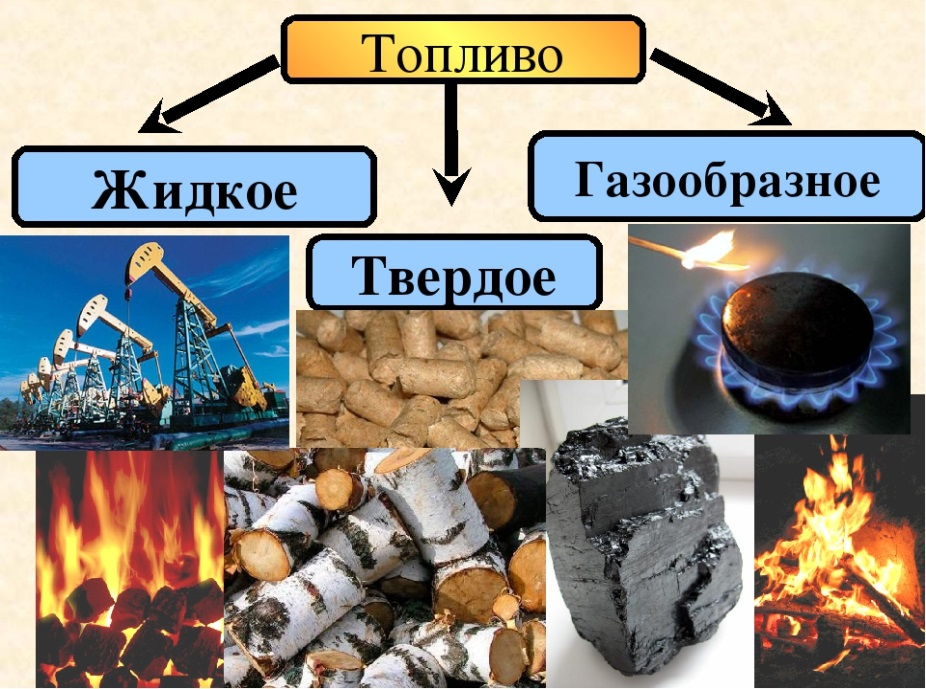 Топливо
Жидкое
Газообразное
Твердое